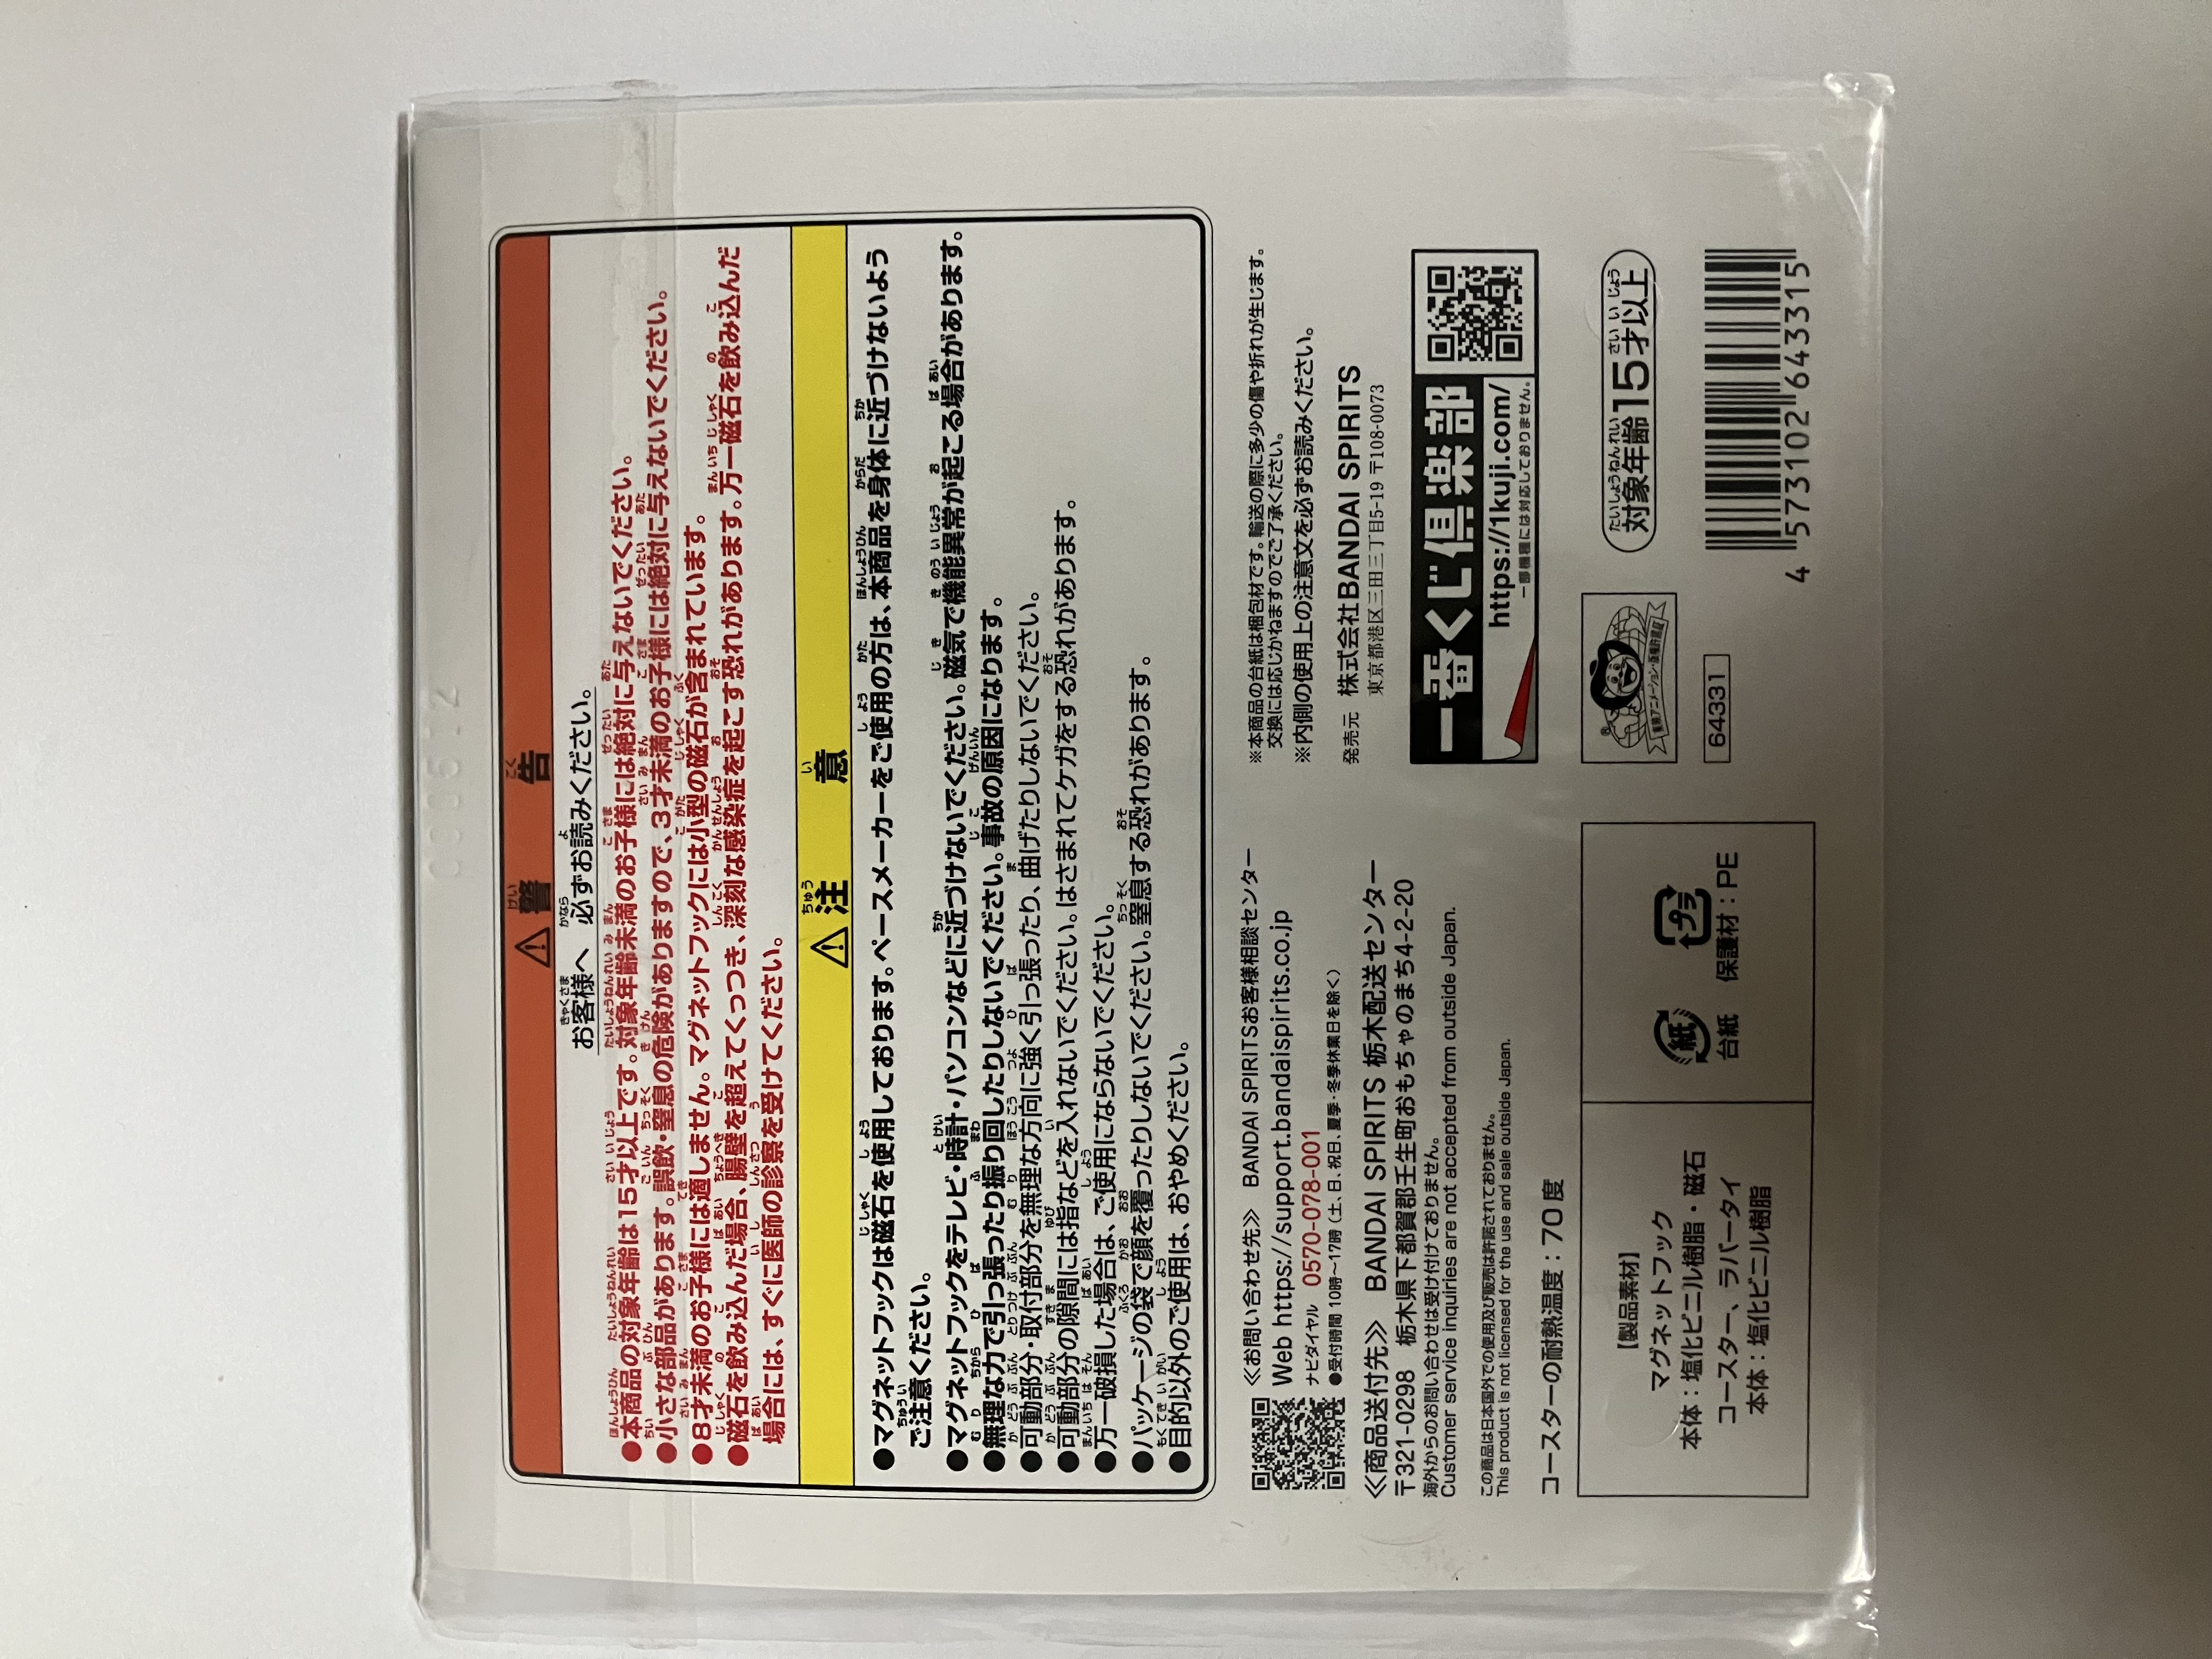 ⚠警告
お客様へ 必ずお読みください。
●本商品の対象年齢は15才以上です。対象年齢未満のお子様には絶対に与えないでください。
●小さな部品があります。誤飲・窒息の危険がありますので、3才未満のお子様には絶対に与えないでください。
●8才未満のお子様には適しません。マグネットフックには小型の磁石が含まれています。
●磁石を飲み込んだ場合、腸壁を超えてくっつき、深刻な感染症を起こす恐れがあります。万一磁石を飲み込んだ
場合には、すぐに医師の診察を受けてください。
⚠注意
●マグネットフックは磁石を使用しております。ペースメーカーをご使用の方は、本商品を身体に近づけないよう
ご注意ください。
●マグネットフックをテレビ・時計・パソコンなどに近づけないでください。磁気で機能異常が起こる場合があります。
●無理な力で引っ張ったり振り回したりしないでください。事故の原因になります。
●可動部分・取付部分を無理な方向に強く引っ張ったり、曲げたりしないでください。
●可動部分の隙間には指などを入れないでください。はさまれてケガをする恐れがあります。
●万一破損した場合は、ご使用にならないでください。
●パッケージの袋で顔を覆ったりしないでください。窒息する恐れがあります。
●目的以外のご使用は、おやめください。
≪お問い合わせ先≫ BANDAI SPIRITSお客様相談センター
Web https://support.bandaispirits.co.jp
ナビダイヤル 0570-078-001
●受付時間 10時～17時(土、日、祝日、夏季・冬季休業日を除く)
≪商品送付先≫ BANDAI SPIRITS 栃木配送センター
〒321-0298 栃木県下都賀郡壬生町おもちゃのまち4-2-20
海外からのお問い合わせは受け付けておりません。
Customer service inquiries are not accepted from outside Japan.
この商品は日本国外での使用及び販売は許諾されておりません。
This product is not licensed for the use and sale outside Japan.
コースターの耐熱温度：70度
【製品素材】
マグネットフック
本体：塩化ビニル樹脂・磁石
コースター、ラバータイ
本体：塩化ビニル樹脂
紙
台紙
プラ
保護材：PE
※本商品の台紙は梱包材です。輸送の際に多少の傷や折れが生じます。
交換には応じかねますのでご了承ください。
※内側の使用上の注意文を必ずお読みください。
発売元 株式会社BANDAI SPIRITS
東京都港区三田三丁目5-19 〒108-0073
一番くじ倶楽部
https://1kuji.com/
一部機種には対応しておりません。
東映アニメーション・版権許諾証
対象年齢15才以上
64331
4 573102 643315